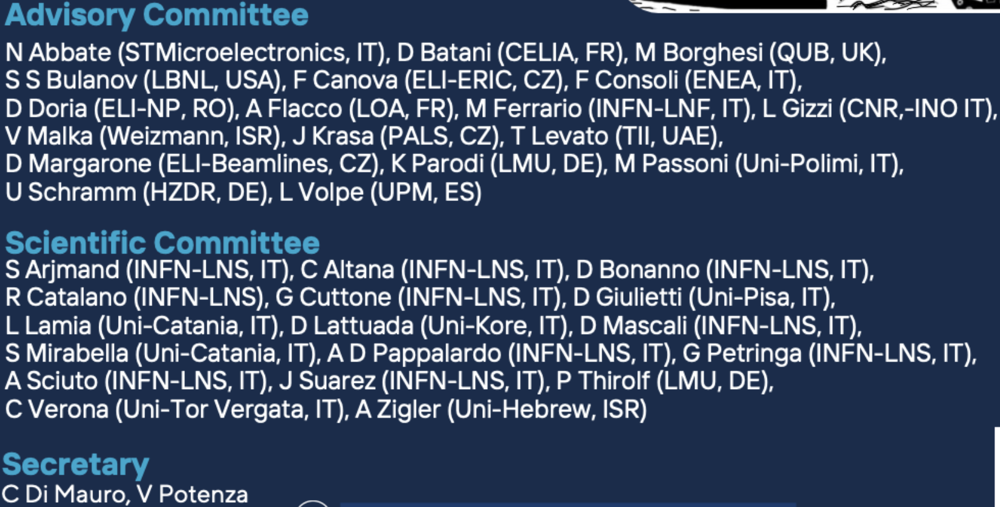 Advisory Committee
N Abbate (STMicroelectronics, IT), D Batani (CELIA, FR), M Borghesi (QUB, UK),
S S Bulanov (LBNL, USA), F Canova (ELI-ERIC, CZ), F Consoli (ENEA, IT),
D Doria (ELI-NP, RO), A Flacco (LOA, FR), M Ferrario (INFN-LNF, IT), L Gizzi (CNR,-INO IT),
V Malka (Weizmann, ISR), J Krasa (PALS, CZ), T Levato (TII, UAE),
D Margarone (ELI-Beamlines, CZ), K Parodi (LMU, DE), M Passoni (Uni-Polimi, IT),
U Schramm (HZDR, DE), L Volpe (UPM, ES)
Scientific Committee
S Arjmand (INFN-LNS, IT), C Altana (INFN-LNS, IT), D Bonanno (INFN-LNS, IT),
R Catalano (INFN-LNS), G Cuttone (INFN-LNS, IT), D Giulietti (Uni-Pisa, IT),
L Lamia (Uni-Catania, IT), D Lattuada (Uni-Kore, IT), D Mascali (INFN-LNS, IT),
S Mirabella (Uni-Catania, IT), A D Pappalardo (INFN-LNS, IT), G Petringa (INFN-LNS, IT),
A Sciuto (INFN-LNS, IT), J Suarez (INFN-LNS, IT), P Thirolf (LMU, DE),
C Verona (Uni-Tor Vergata, IT), A Zigler (Uni-Hebrew, ISR)
Secretary
C Di Mauro, V Potenza